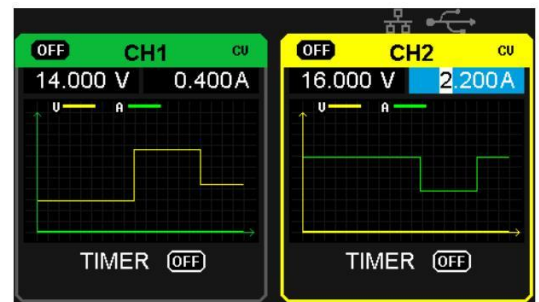 OFF CH1 CV
14.000 V 0.400A
U A
TIMER OFF
OFF CH2 CV
16.000 V 2.200A
U A
TIMER OFF